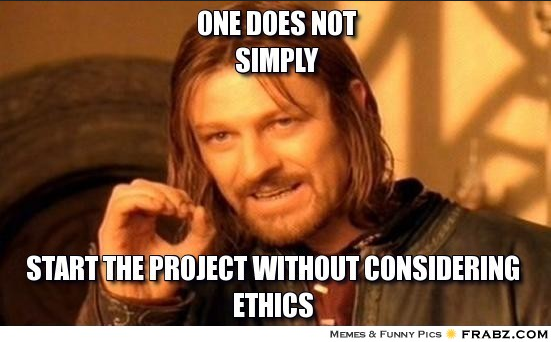 ONE DOES NOT
SIMPLY
START THE PROJECT WITHOUT CONSIDERING
ETHICS
MEMES & FUNNY PICS FRABZ.COM